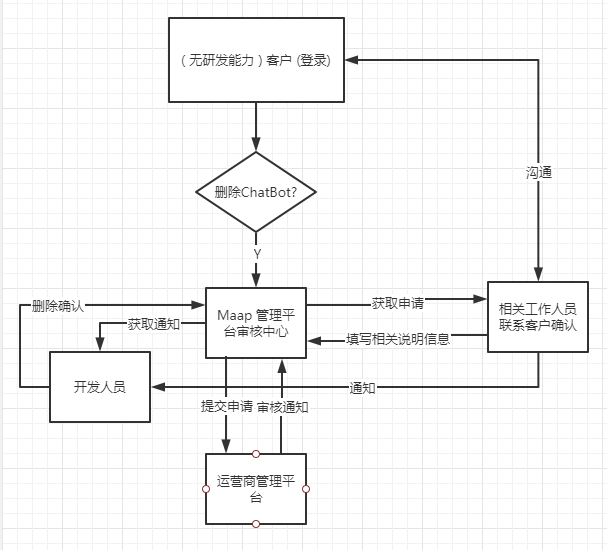 （无研发能力）客户 (登录)
沟通
删除ChatBot?
Y
删除确认
获取通知
Maap 管理平
台审核中心
获取申请
填写相关说明信息
相关工作人员
联系客户确认
开发人员
通知
提交申请
审核通知
运营商管理平
台